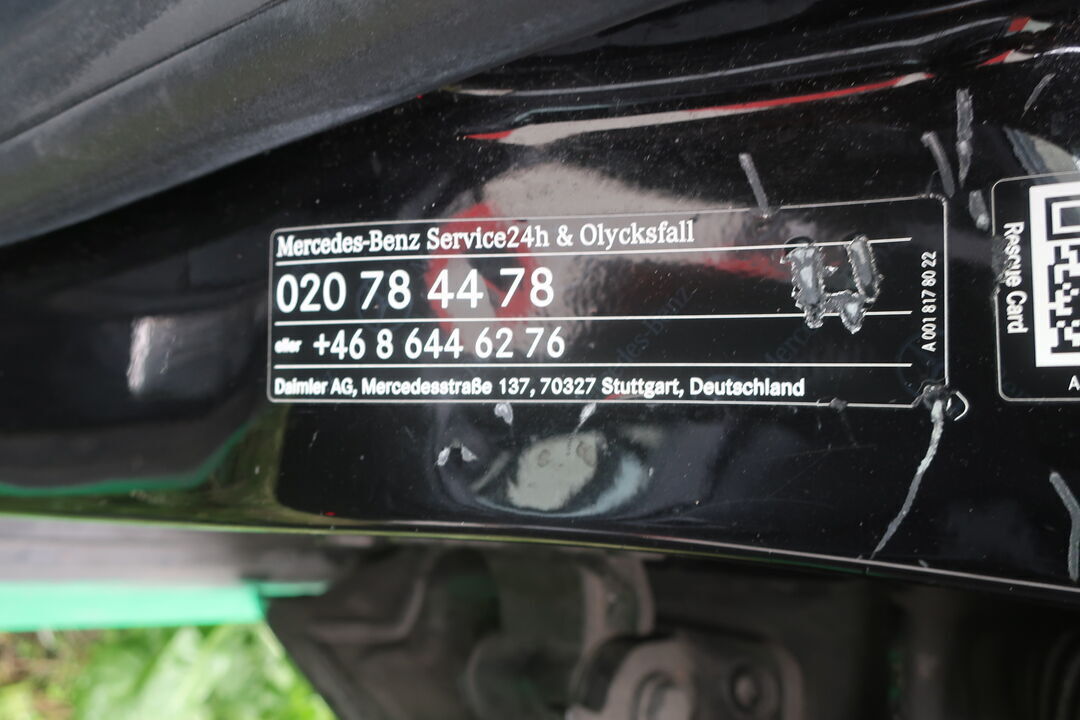 Mercedes-Benz Service24h & Olycksfall
020 78 44 78
eller +46 8 644 62 76
Daimler AG, Mercedesstraße 137, 70327 Stuttgart, Deutschland
A 001 817 80 22
Rescue Card
A